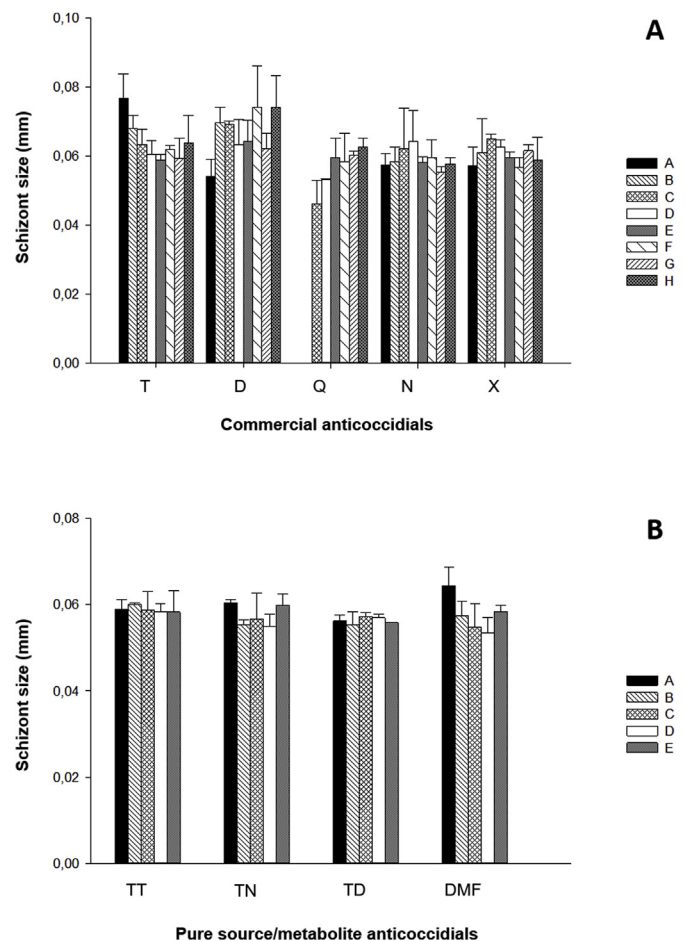 A
0,10
0,08
0,06
0,04
0,02
0,00
Schizont size (mm)
T D Q N X
Commercial anticoccidials
A
B
C
D
E
F
G
H
B
0,08
0,06
0,04
0,02
0,00
Schizont size (mm)
TT TN TD DMF
Pure source/metabolite anticoccidials
A
B
C
D
E